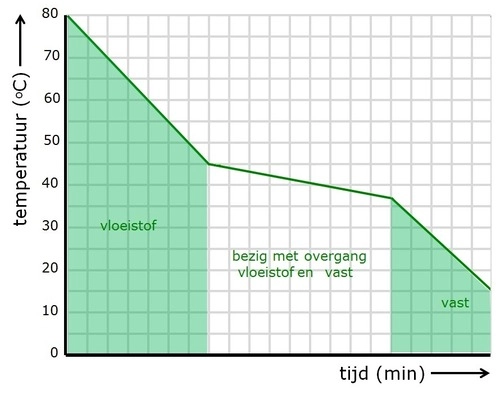 80
70
60
50
40
30
20
10
0
temperatuur (°C)
vloeistof
bezig met overgang
vloeistof en vast
vast
tijd (min)